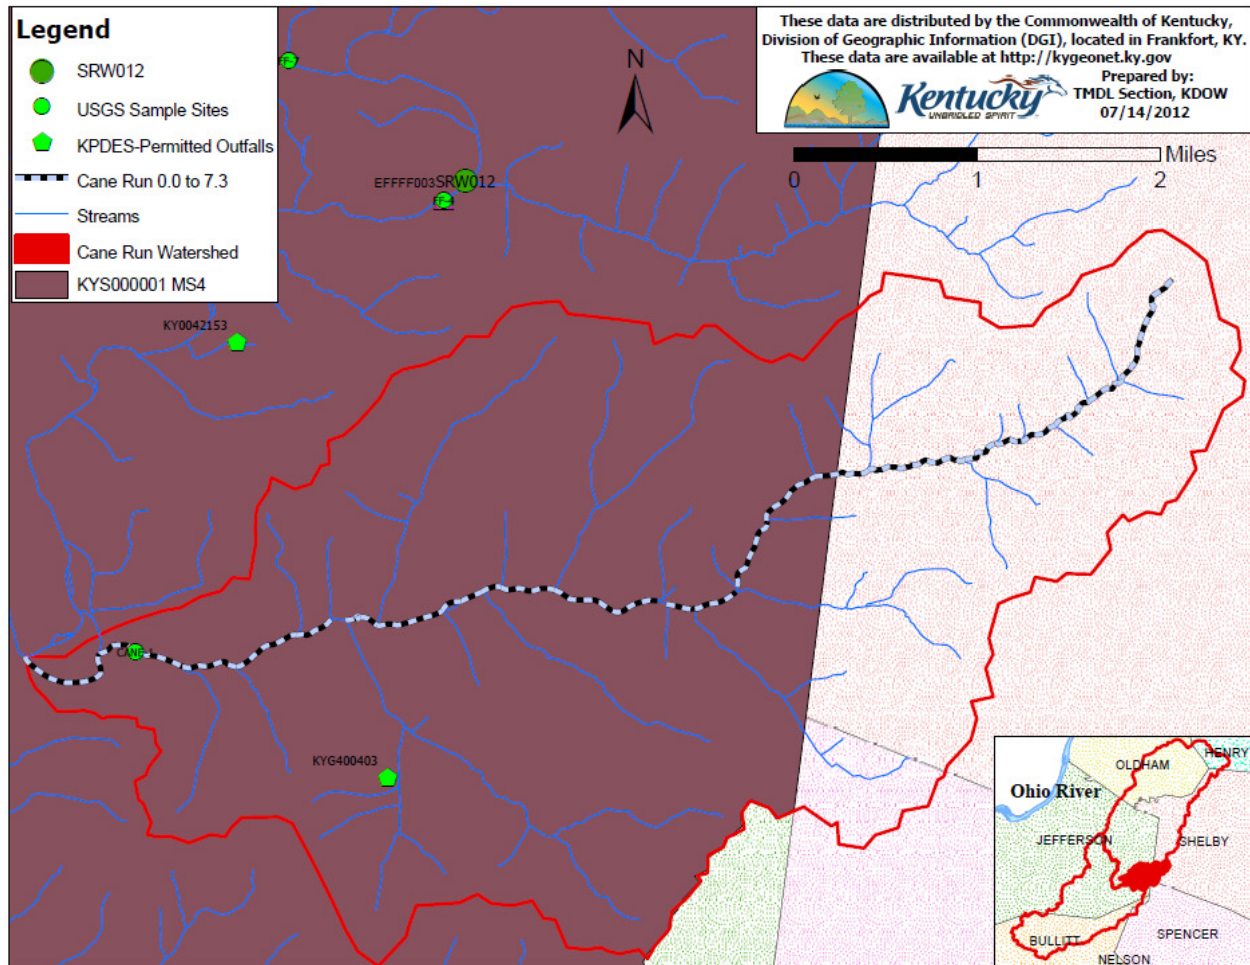 Legend
SRW012
USGS Sample Sites
KPDES-Permitted Outfalls
Cane Run 0.0 to 7.3
Streams
Cane Run Watershed
KYS000001 MS4
These data are distributed by the Commonwealth of Kentucky,
Division of Geographic Information (DGI), located in Frankfort, KY.
These data are available at http://kygeonet.ky.gov
Kentucky
UNBRIDLED SPIRIT
Prepared by:
TMDL Section, KDOW
07/14/2012
N
Miles
0 1 2
EFFFF003 SRW012
FF-4
KY0042153
CANE-1
KYG400403
Ohio River
OLDHAM
HENRY
JEFFERSON
SHELBY
BULLITT
SPENCER
NELSON